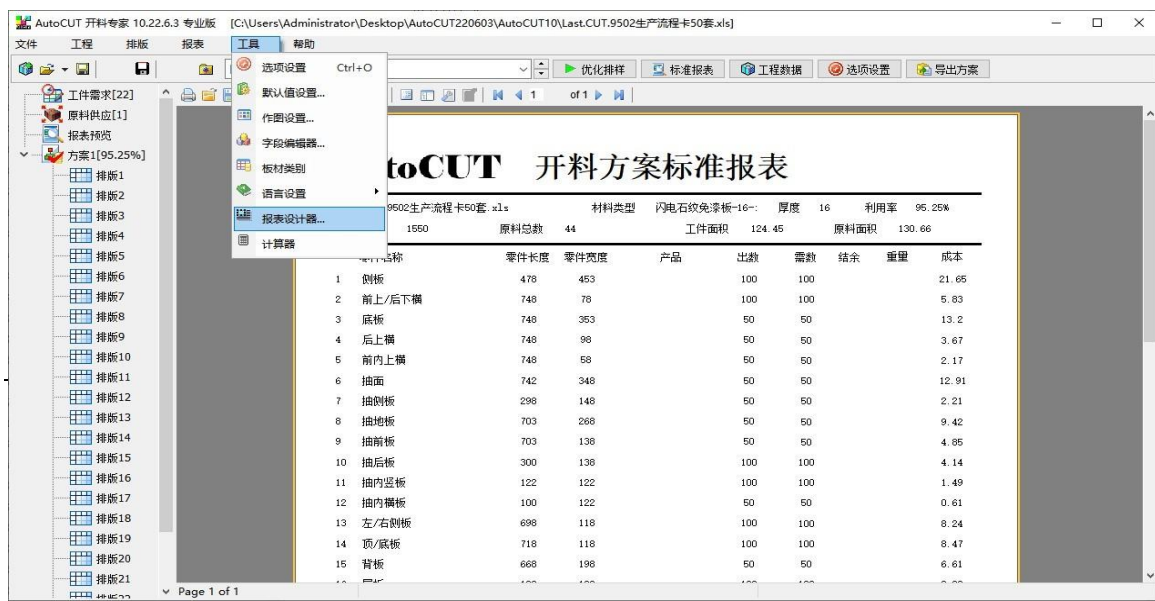 AutoCUT 开料专家 10.22.6.3 专业版 [C:\Users\Administrator\Desktop\AutoCUT220603\AutoCUT10\Last.CUT.9502生产流程卡50套.xls]
文件 工程 排版 报表 工具 帮助
优化排样 标准报表 工程数据 选项设置 导出方案
1 of 1
选项设置 Ctrl+O
默认值设置...
作图设置...
字段编辑器...
板材类别
语言设置
报表设计器...
计算器
工件需求[22]
原料供应[1]
报表预览
方案1[95.25%]
排版1
排版2
排版3
排版4
排版5
排版6
排版7
排版8
排版9
排版10
排版11
排版12
排版13
排版14
排版15
排版16
排版17
排版18
排版19
排版20
排版21
排版22
toCUT 开料方案标准报表
9502生产流程卡50套.xls 材料类型 闪电石纹免漆板-16-: 厚度 16 利用率 95.25%
1550 原料总数 44 工件面积 124.45 原料面积 130.66
零件名称 零件长度 零件宽度 产品 出数 需数 结余 重量 成本
1 侧板 478 453 100 100 21.65
2 前上/后下横 748 78 100 100 5.83
3 底板 748 353 50 50 13.2
4 后上横 748 98 50 50 3.67
5 前内上横 748 58 50 50 2.17
6 抽面 742 348 50 50 12.91
7 抽侧板 298 148 50 50 2.21
8 抽地板 703 268 50 50 9.42
9 抽前板 703 138 50 50 4.85
10 抽后板 300 138 100 100 4.14
11 抽内竖板 122 122 100 100 1.49
12 抽内横板 100 122 50 50 0.61
13 左/右侧板 698 118 100 100 8.24
14 顶/底板 718 118 100 100 8.47
15 背板 668 198 50 50 6.61
Page 1 of 1